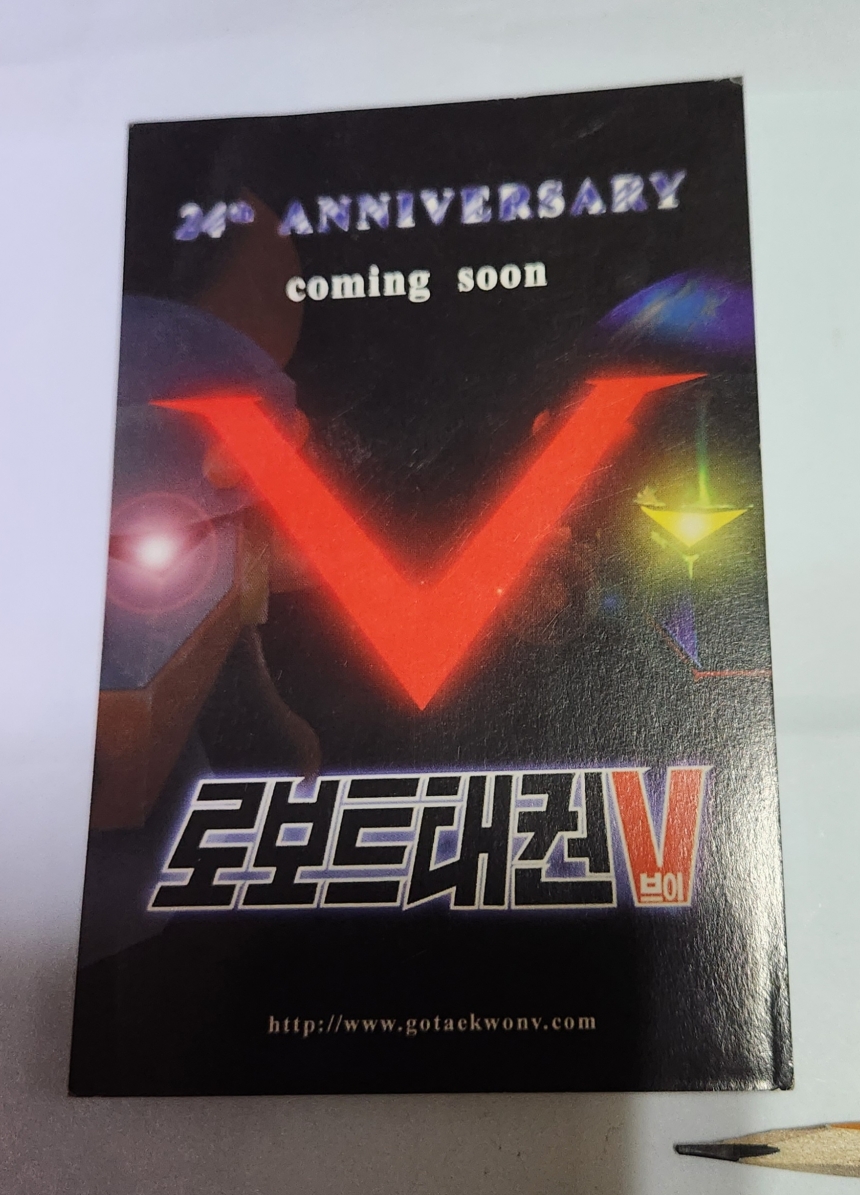 24th ANNIVERSARY
coming soon
로보트태권V
브이
http://www.gotaekwonv.com